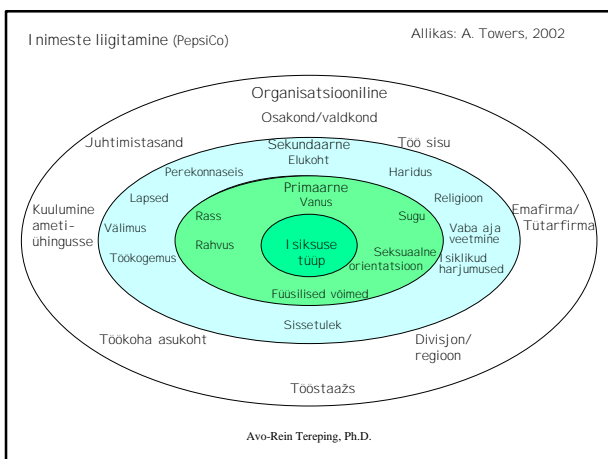 Inimeste liigitamine (PepsiCo)
Allikas: A. Towers, 2002
Organisatsiooniline
Osakond/valdkond
Juhtimistasand
Töö sisu
Sekundaarne
Elukoht
Perekonnaseis
Haridus
Primaarne
Vanus
Lapsed
Religioon
Kuulumine
ameti-
ühingusse
Rass
Sugu
Emafirma/
Tütarfirma
Välimus
Vaba aja
veetmine
Rahvus
Isiksuse
tüüp
Seksuaalne
orientatsioon
Isiklikud
harjumused
Töökogemus
Füüsilised võimed
Sissetulek
Töökoha asukoht
Divisjon/
regioon
Tööstaažs
Avo-Rein Tereping, Ph.D.